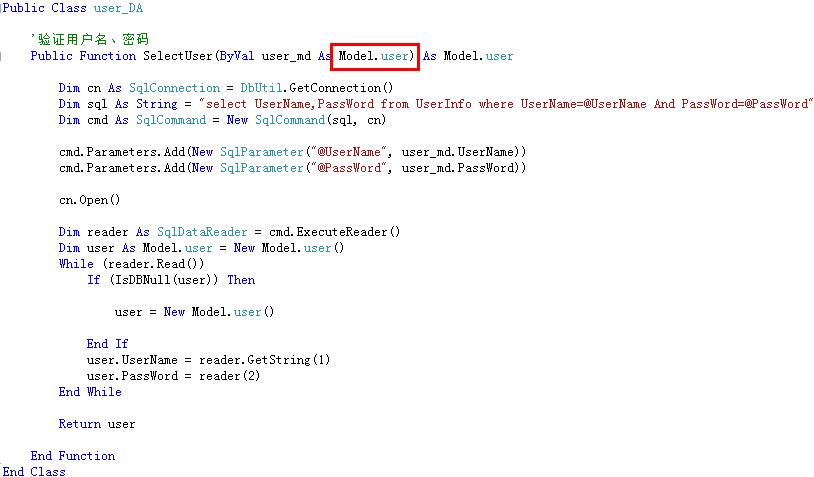 Public Class user_DA
'验证用户名、密码
Public Function SelectUser(ByVal user_md As Model.user) As Model.user
Dim cn As SqlConnection = DbUtil.GetConnection()
Dim sql As String = "select UserName,PassWord from UserInfo where UserName=@UserName And PassWord=@PassWord"
Dim cmd As SqlCommand = New SqlCommand(sql, cn)
cmd.Parameters.Add(New SqlParameter("@UserName", user_md.UserName))
cmd.Parameters.Add(New SqlParameter("@PassWord", user_md.PassWord))
cn.Open()
Dim reader As SqlDataReader = cmd.ExecuteReader()
Dim user As Model.user = New Model.user()
While (reader.Read())
If (IsDBNull(user)) Then
user = New Model.user()
End If
user.UserName = reader.GetString(1)
user.PassWord = reader(2)
End While
Return user
End Function
End Class